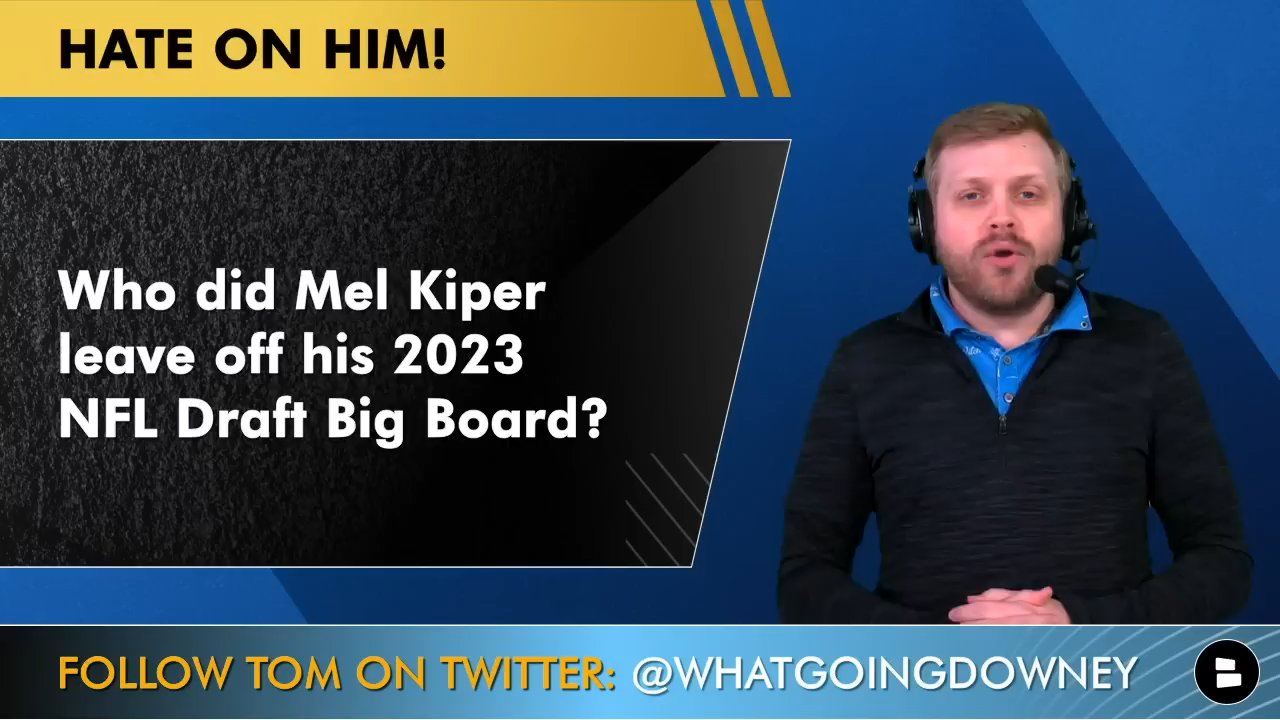 HATE ON HIM!
Who did Mel Kiper
leave off his 2023
NFL Draft Big Board?
FOLLOW TOM ON TWITTER: @WHATGOINGDOWNEY